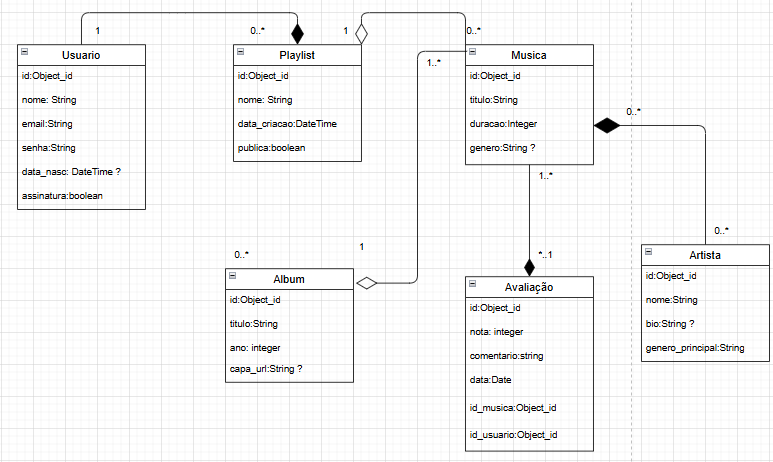 1
0..*
1
0..*
Usuario
id:Object_id
nome: String
email:String
senha:String
data_nasc: DateTime ?
assinatura:boolean
Playlist
id:Object_id
nome: String
data_criacao:DateTime
publica:boolean
1..*
Musica
id:Object_id
titulo:String
duracao:Integer
genero:String ?
0..*
1..*
0..*
1
*..1
0..*
Album
id:Object_id
titulo:String
ano: integer
capa_url:String ?
Avaliação
id:Object_id
nota: integer
comentario:string
data:Date
id_musica:Object_id
id_usuario:Object_id
Artista
id:Object_id
nome:String
bio:String ?
genero_principal:String